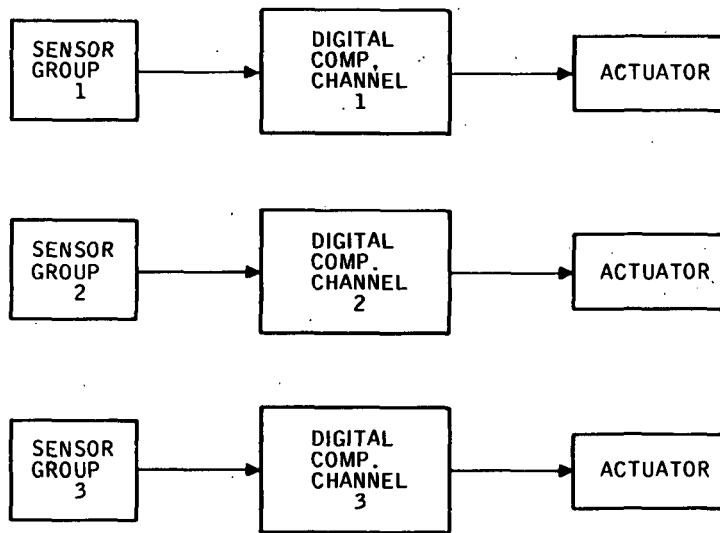 SENSOR
GROUP
1
DIGITAL
COMP.
CHANNEL
1
ACTUATOR
SENSOR
GROUP
2
DIGITAL
COMP.
CHANNEL
2
ACTUATOR
SENSOR
GROUP
3
DIGITAL
COMP.
CHANNEL
3
ACTUATOR